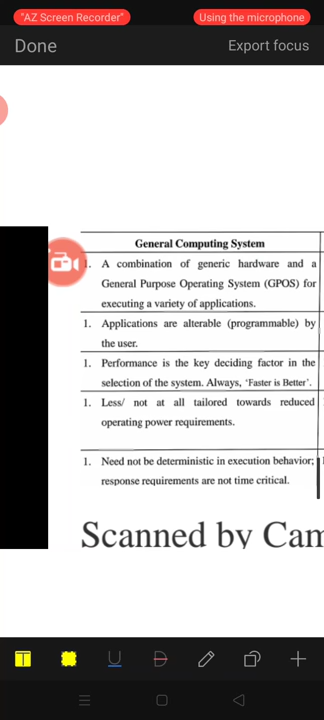 "AZ Screen Recorder"
Using the microphone
Done
Export focus
General Computing System
1. A combination of generic hardware and a
General Purpose Operating System (GPOS) for
executing a variety of applications.
1. Applications are alterable (programmable) by
the user.
1. Performance is the key deciding factor in the
selection of the system. Always, 'Faster is Better'.
1. Less/ not at all tailored towards reduced
operating power requirements.
1. Need not be deterministic in execution behavior;
response requirements are not time critical.
Scanned by Cam
T
U
D